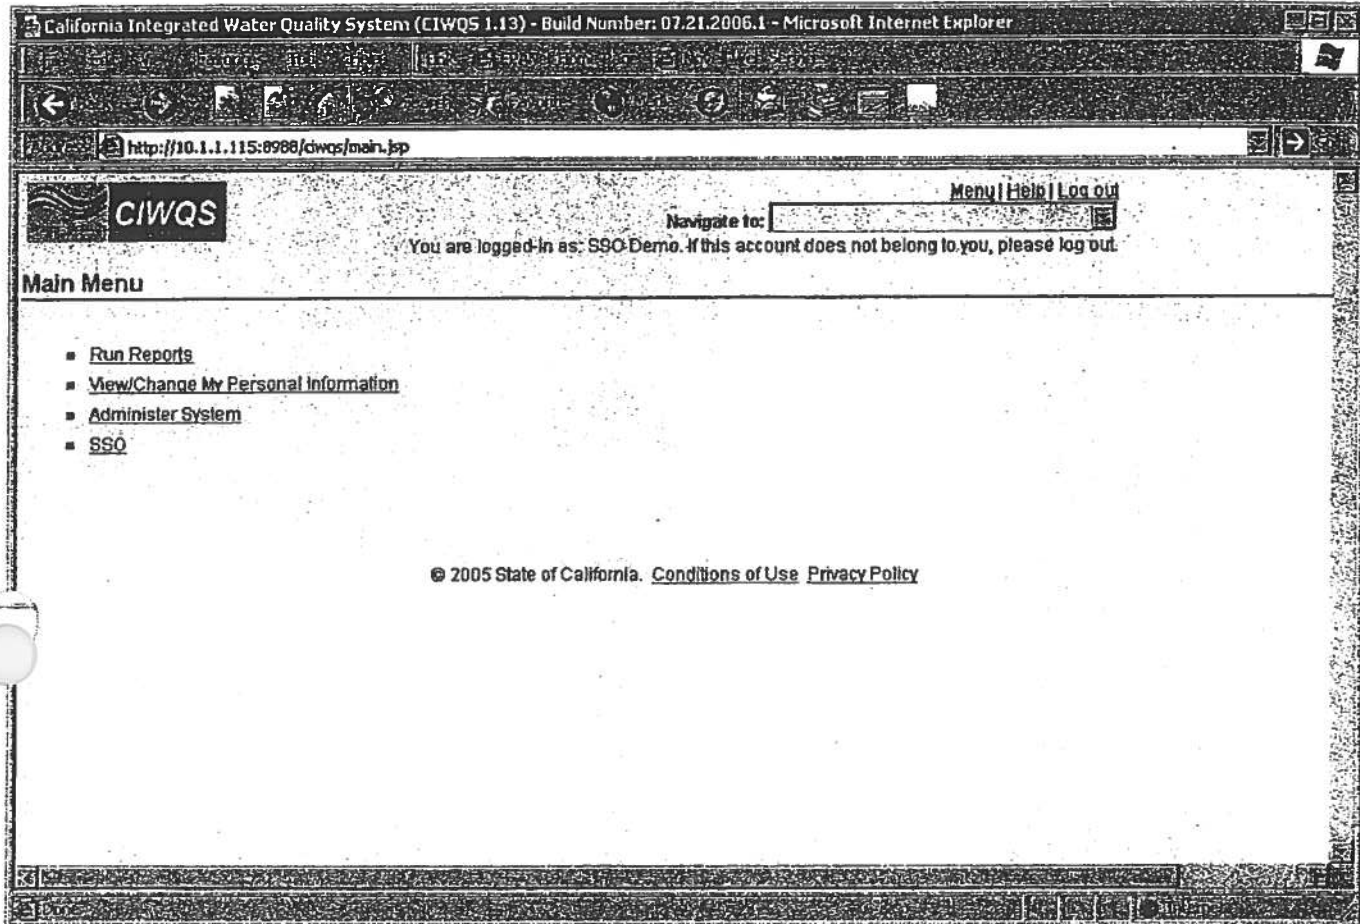 California Integrated Water Quality System (CIWQS 1.13) - Build Number: 07.21.2006.1 - Microsoft Internet Explorer
http://10.1.1.115:8988/ciwqs/main.jsp
CIWQS
Menu | Help | Log out
Navigate to:
You are logged-in as: SSO Demo. If this account does not belong to you, please log out.
Main Menu
Run Reports
View/Change My Personal Information
Administer System
SSO
© 2005 State of California. Conditions of Use Privacy Policy